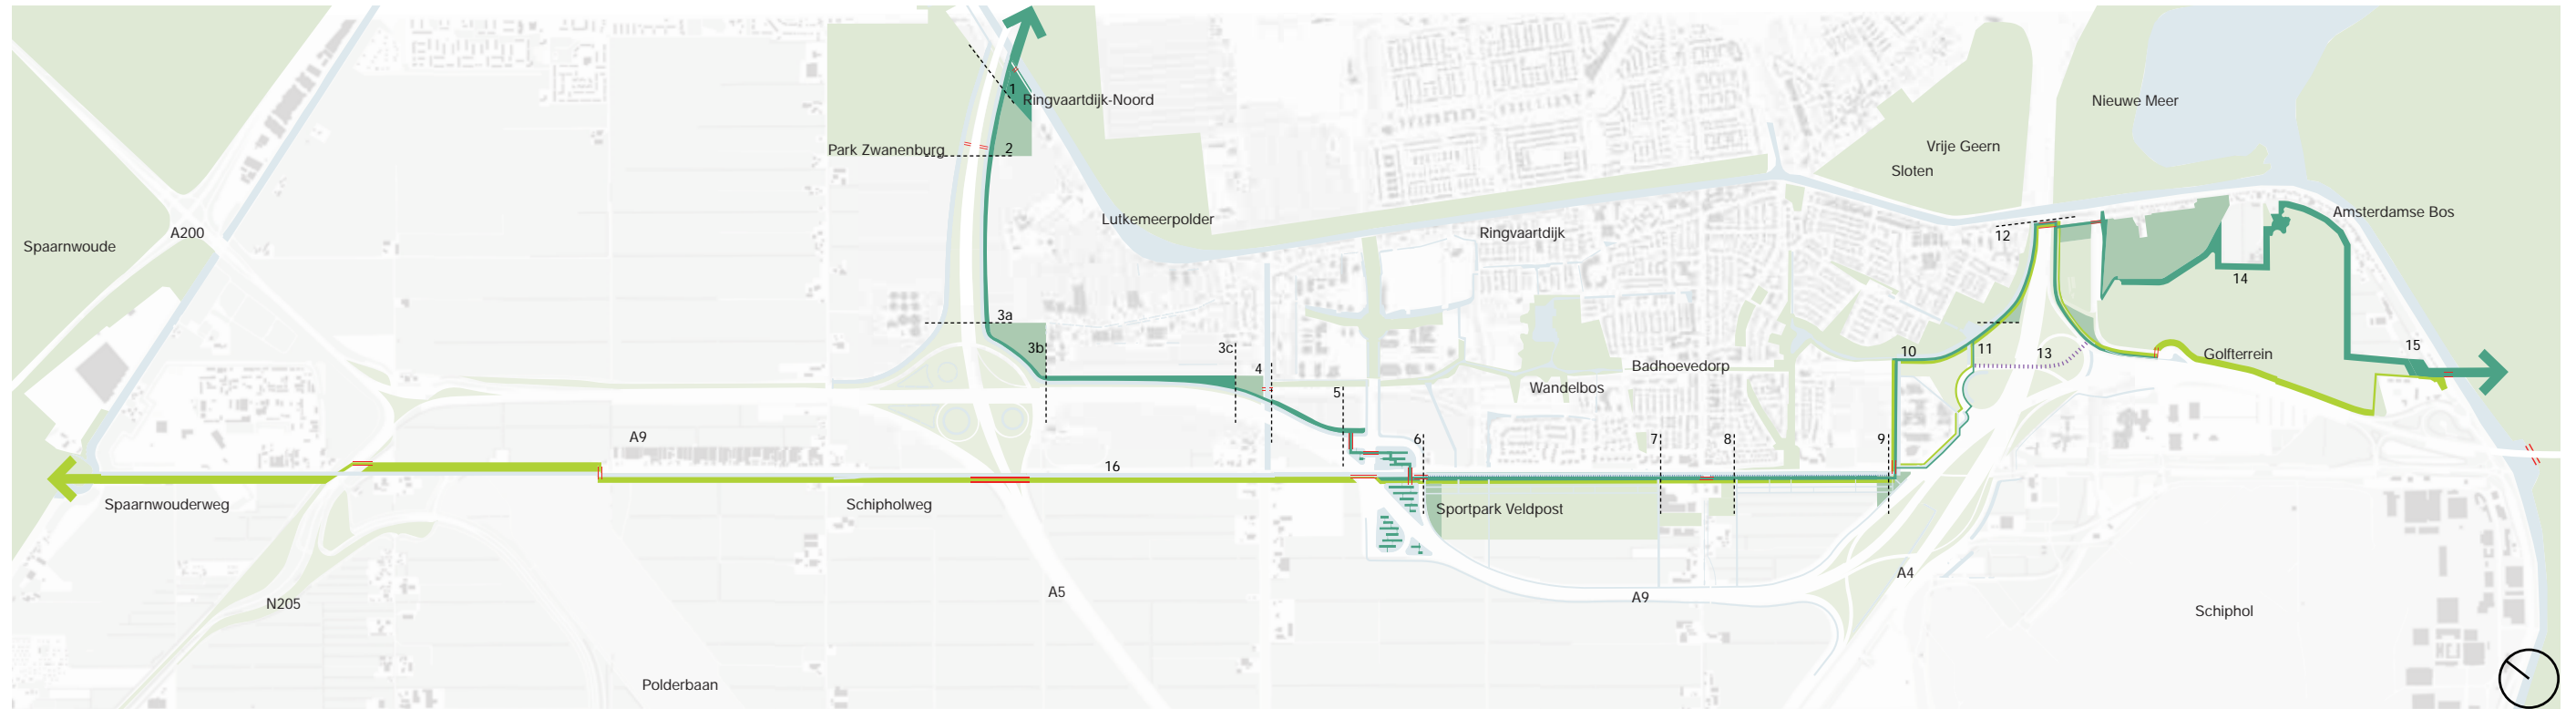 1
Ringvaartdijk-Noord
Nieuwe Meer
Park Zwanenburg
2
Vrije Geern
Sloten
Lutkemeerpolder
Amsterdamse Bos
A200
Ringvaartdijk
12
Spaarnwoude
14
3a
3b
3c
10
11
13
15
Golfterrein
4
Badhoevedorp
Wandelbos
5
A9
6
7
8
9
16
Spaarnwouderweg
Schipholweg
Sportpark Veldpost
A4
A5
A9
N205
Schiphol
Polderbaan